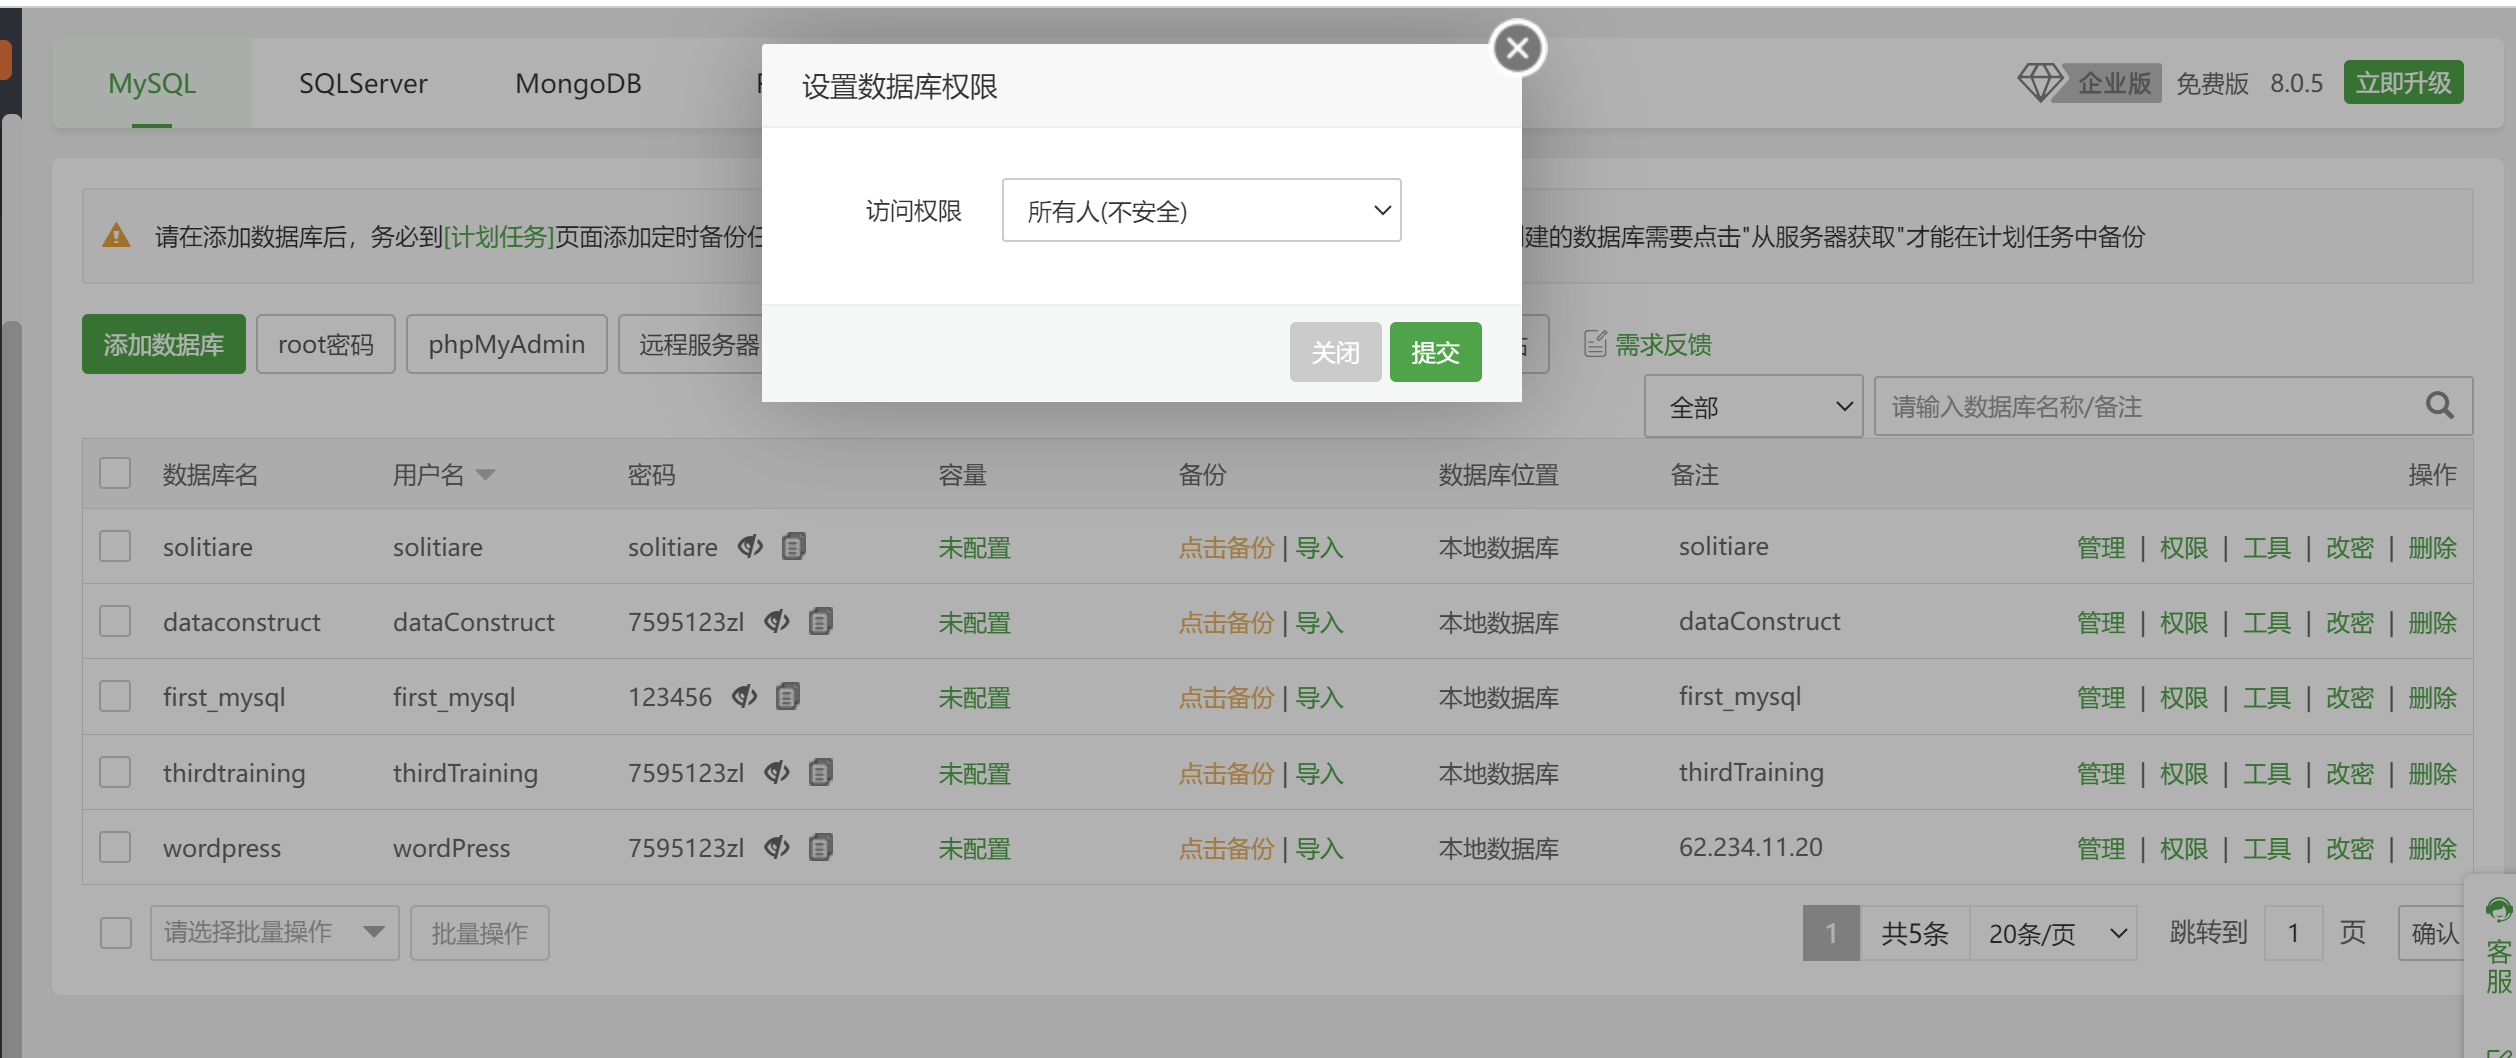 MySQL SQLServer MongoDB
企业版 免费版 8.0.5 立即升级
设置数据库权限
访问权限 所有人(不安全)
关闭 提交
请在添加数据库后，务必到[计划任务]页面添加定时备份任 建的数据库需要点击"从服务器获取"才能在计划任务中备份
添加数据库 root密码 phpMyAdmin 远程服务器 需求反馈
全部 请输入数据库名称/备注
数据库名 用户名 密码 容量 备份 数据库位置 备注 操作
solitiare solitiare solitiare 未配置 点击备份 | 导入 本地数据库 solitiare 管理 | 权限 | 工具 | 改密 | 删除
dataconstruct dataConstruct 7595123zl 未配置 点击备份 | 导入 本地数据库 dataConstruct 管理 | 权限 | 工具 | 改密 | 删除
first_mysql first_mysql 123456 未配置 点击备份 | 导入 本地数据库 first_mysql 管理 | 权限 | 工具 | 改密 | 删除
thirdtraining thirdTraining 7595123zl 未配置 点击备份 | 导入 本地数据库 thirdTraining 管理 | 权限 | 工具 | 改密 | 删除
wordpress wordPress 7595123zl 未配置 点击备份 | 导入 本地数据库 62.234.11.20 管理 | 权限 | 工具 | 改密 | 删除
请选择批量操作 批量操作 1 共5条 20条/页 跳转到 1 页 确认
客服